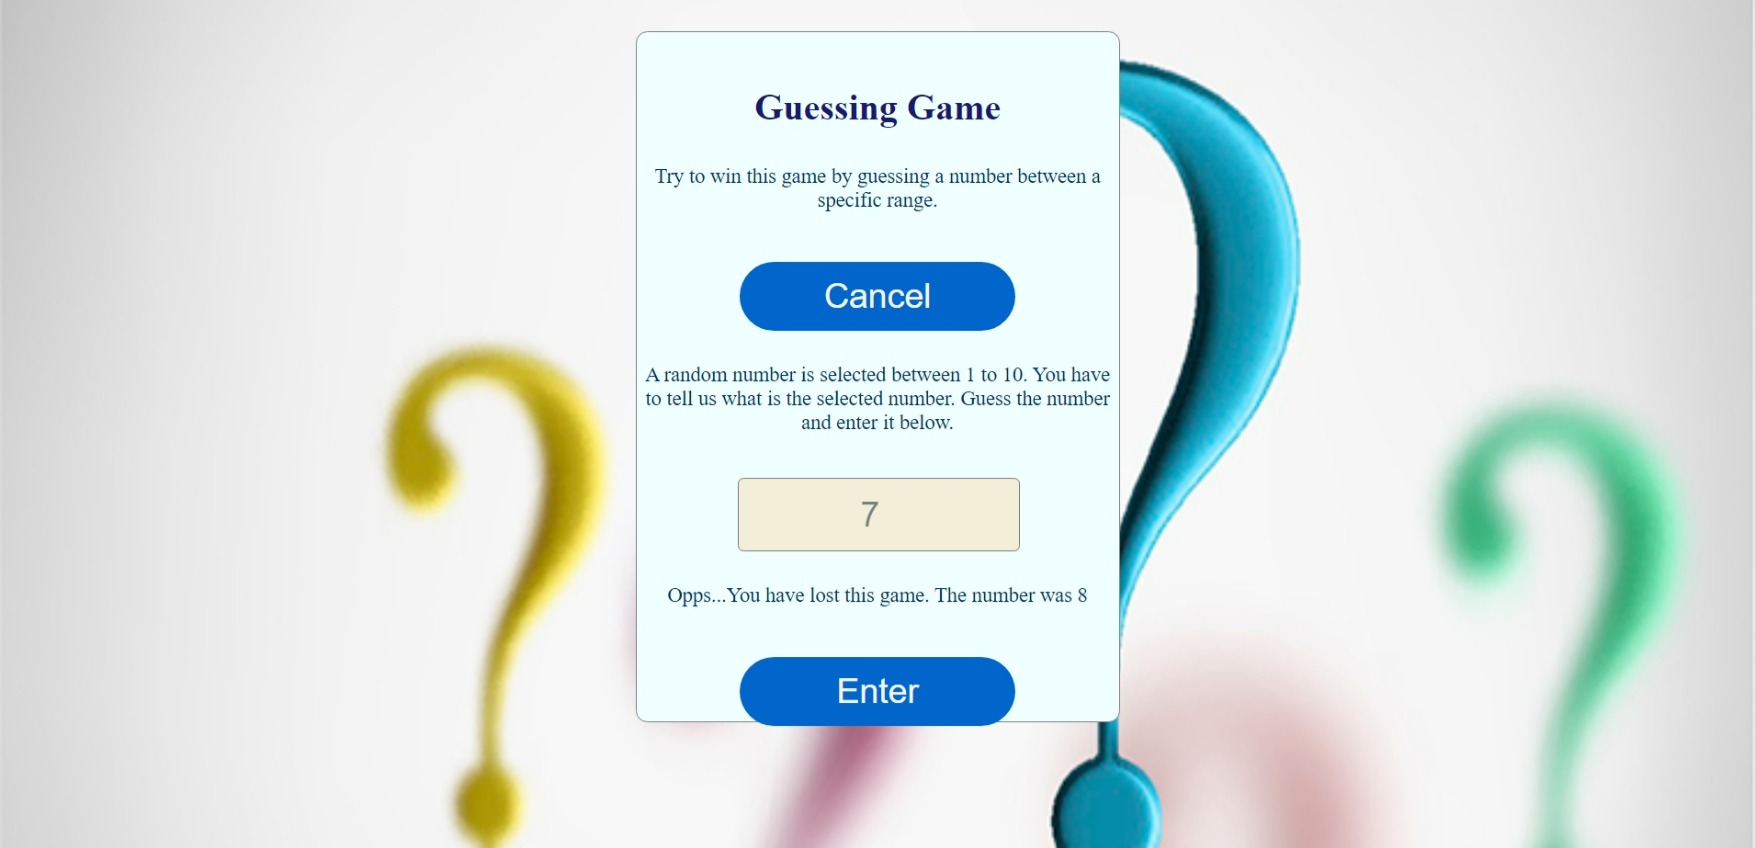 Guessing Game
Try to win this game by guessing a number between a
specific range.
Cancel
A random number is selected between 1 to 10. You have
to tell us what is the selected number. Guess the number
and enter it below.
7
Opps...You have lost this game. The number was 8
Enter